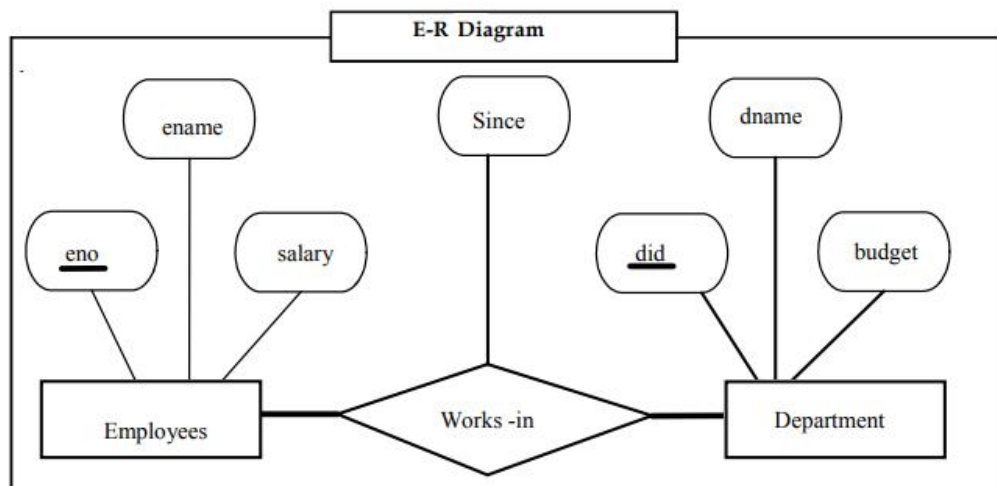 E-R Diagram
ename
Since
dname
eno
salary
did
budget
Employees
Works -in
Department